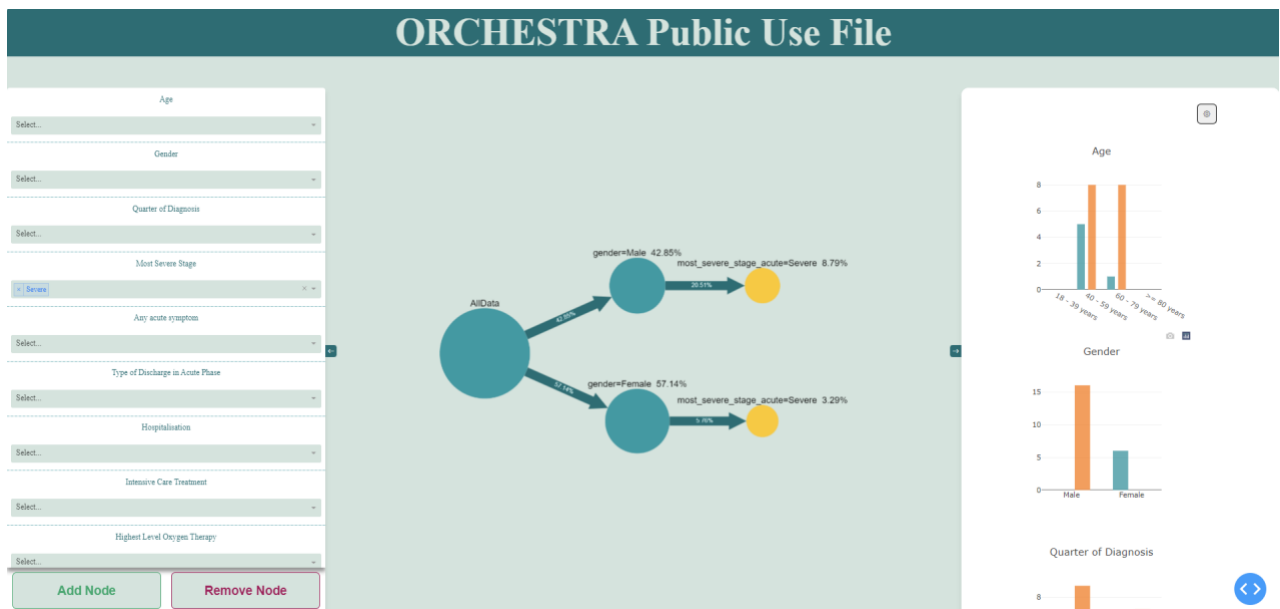 ORCHESTRA Public Use File
Age
Select...
Gender
Select...
Quarter of Diagnosis
Select...
Most Severe Stage
× Severe
Any acute symptom
Select...
Type of Discharge in Acute Phase
Select...
Hospitalisation
Select...
Intensive Care Treatment
Select...
Highest Level Oxygen Therapy
Select...
Add Node
Remove Node
AllData
42.85%
gender=Male 42.85%
20.51%
most_severe_stage_acute=Severe 8.79%
57.14%
gender=Female 57.14%
5.76%
most_severe_stage_acute=Severe 3.29%
Age
8
6
4
2
0
18 - 39 years
40 - 59 years
60 - 79 years
>= 80 years
Gender
15
10
5
0
Male
Female
Quarter of Diagnosis
8